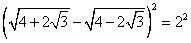 (√(4+2√3) − √(4−2√3))² = 2²